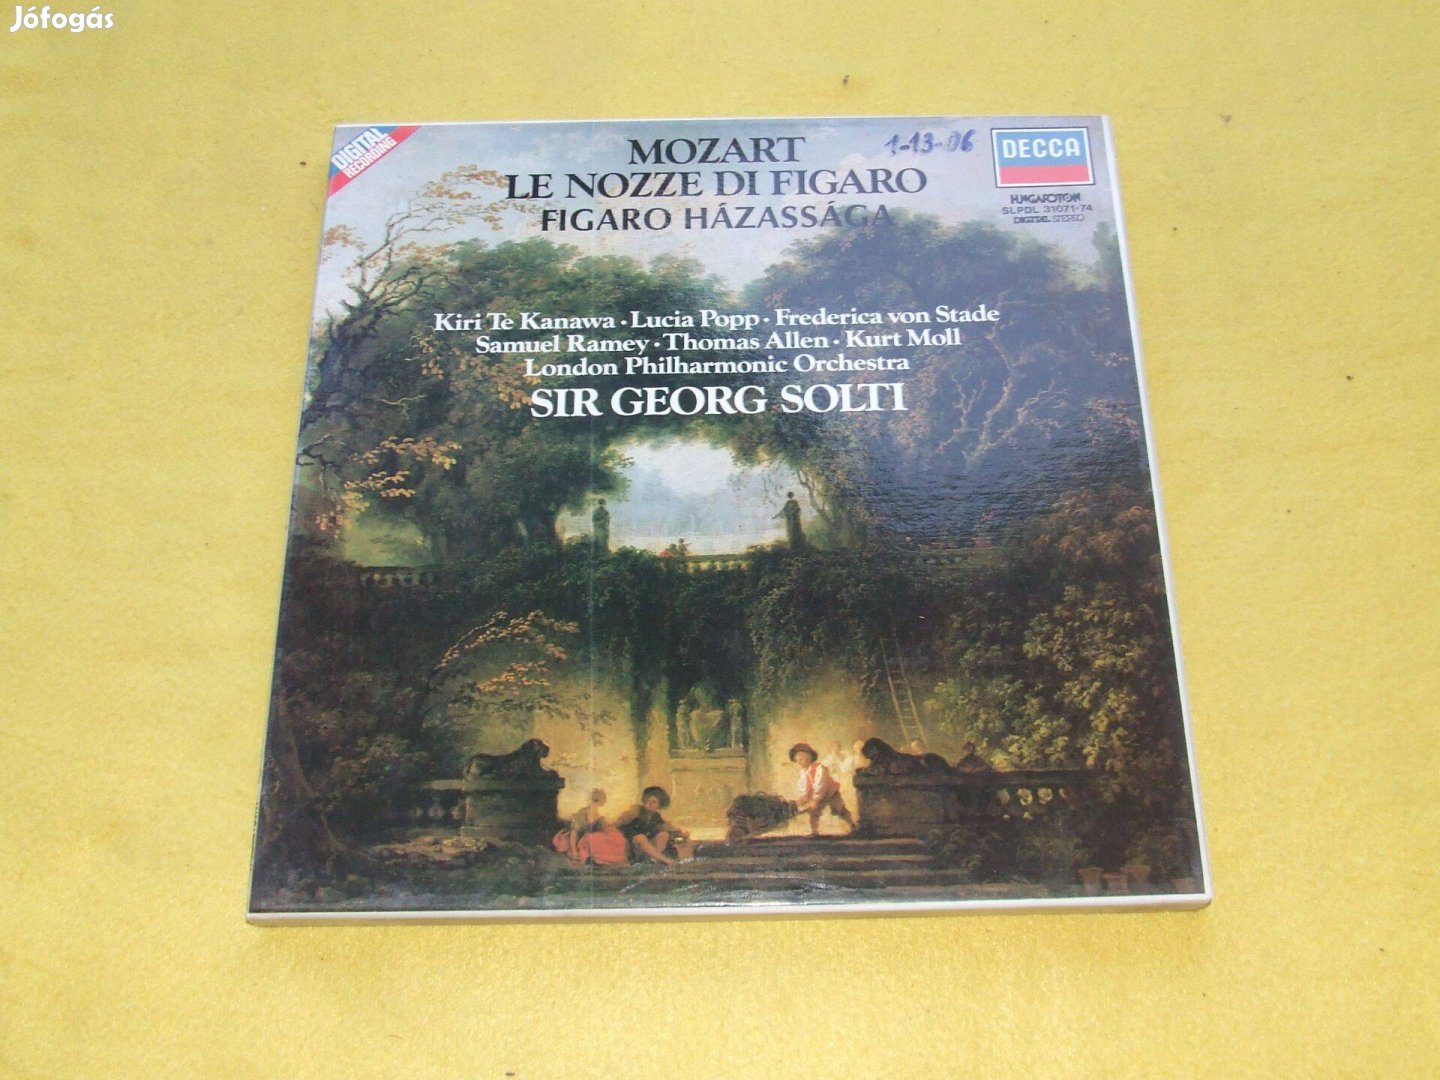 Jófogás
DIGITAL
RECORDING
MOZART
LE NOZZE DI FIGARO
FIGARO HÁZASSÁGA
1-13-06
DECCA
HUNGAROTON
SLPDL 31071-74
DIGITAL STEREO
Kiri Te Kanawa · Lucia Popp · Frederica von Stade
Samuel Ramey · Thomas Allen · Kurt Moll
London Philharmonic Orchestra
SIR GEORG SOLTI